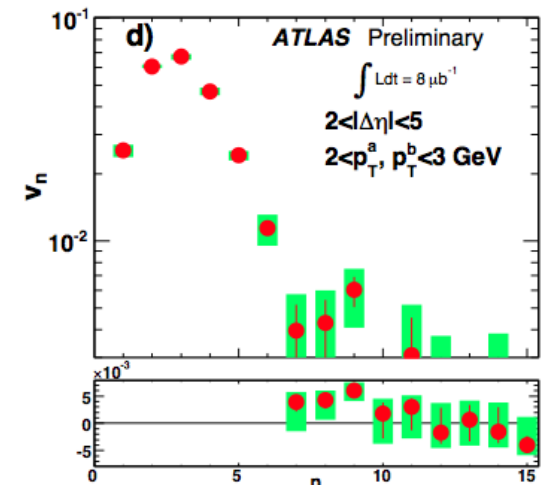 10⁻¹
d)
ATLAS Preliminary
∫ Ldt = 8 μb⁻¹
2<|Δη|<5
2<p_T^a, p_T^b<3 GeV
v_n
10⁻²
×10⁻³
5
0
-5
0 5 10 15
n